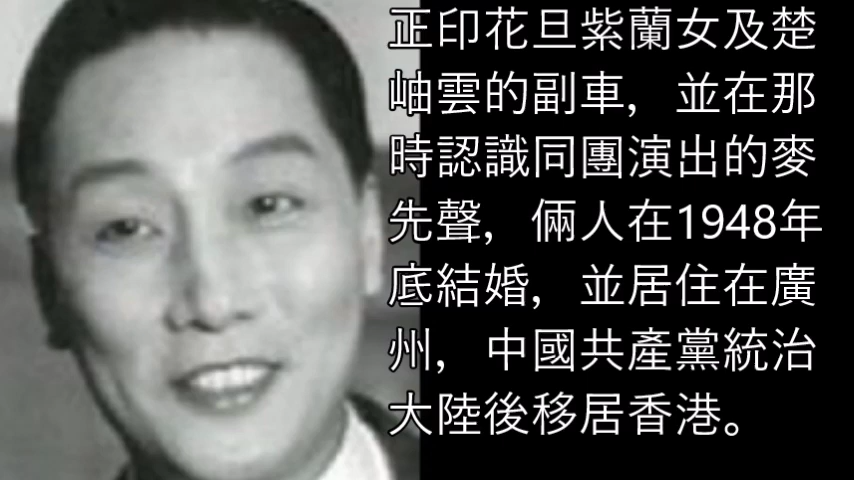 正印花旦紫蘭女及楚
岫雲的副車，並在那
時認識同團演出的麥
先聲，倆人在1948年
底結婚，並居住在廣
州，中國共產黨統治
大陸後移居香港。